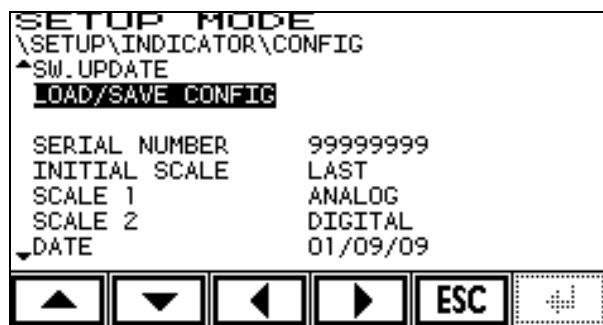 SETUP MODE
\SETUP\INDICATOR\CONFIG
SW.UPDATE
LOAD/SAVE CONFIG
SERIAL NUMBER 99999999
INITIAL SCALE LAST
SCALE 1 ANALOG
SCALE 2 DIGITAL
DATE 01/09/09
ESC